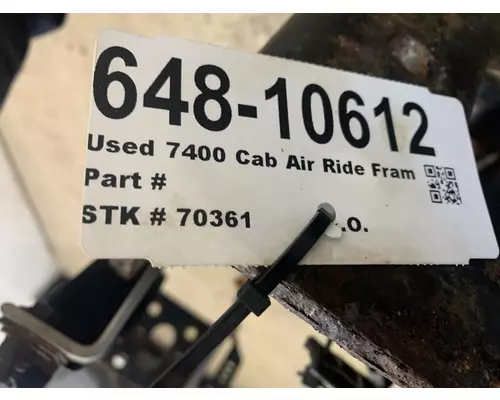 648-10612
Used 7400 Cab Air Ride Fram
Part #
STK # 70361 .o.